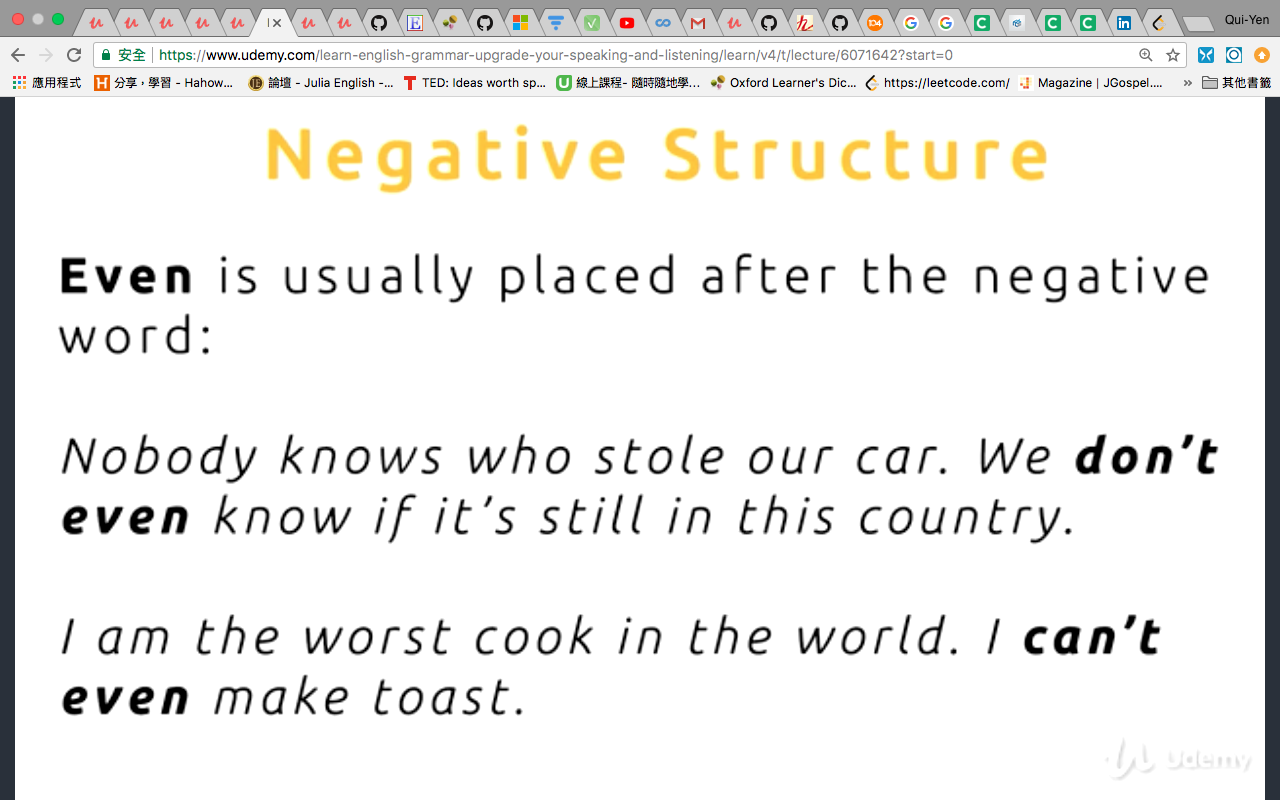 Qui-Yen
安全 https://www.udemy.com/learn-english-grammar-upgrade-your-speaking-and-listening/learn/v4/t/lecture/6071642?start=0
應用程式 分享，學習 - Hahow... 論壇 - Julia English -... TED: Ideas worth sp... 線上課程- 隨時隨地學... Oxford Learner's Dic... https://leetcode.com/ Magazine | JGospel.... » 其他書籤
Negative Structure
Even is usually placed after the negative
word:
Nobody knows who stole our car. We don't
even know if it's still in this country.
I am the worst cook in the world. I can't
even make toast.
Udemy